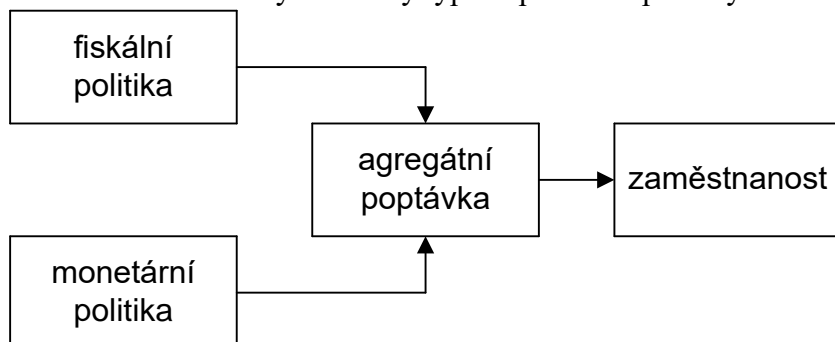 fiskální
politika
agregátní
poptávka
zaměstnanost
monetární
politika